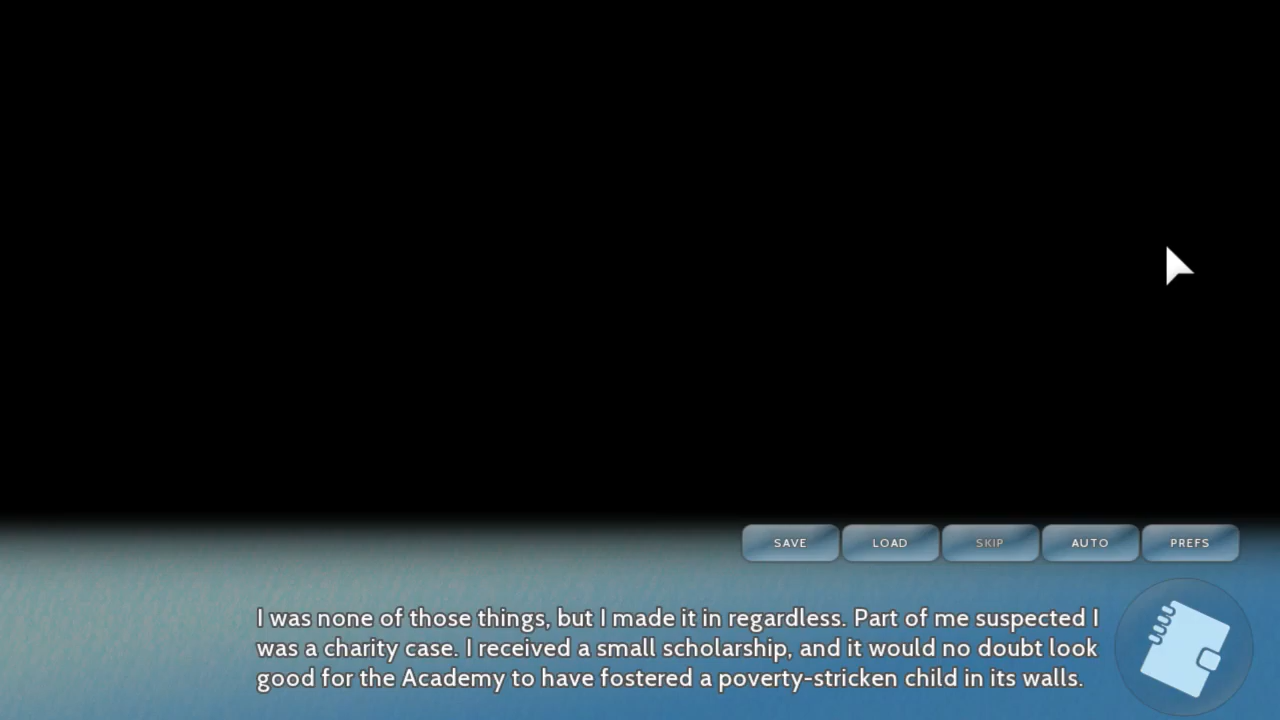 SAVE
LOAD
SKIP
AUTO
PREFS
I was none of those things, but I made it in regardless. Part of me suspected I
was a charity case. I received a small scholarship, and it would no doubt look
good for the Academy to have fostered a poverty-stricken child in its walls.